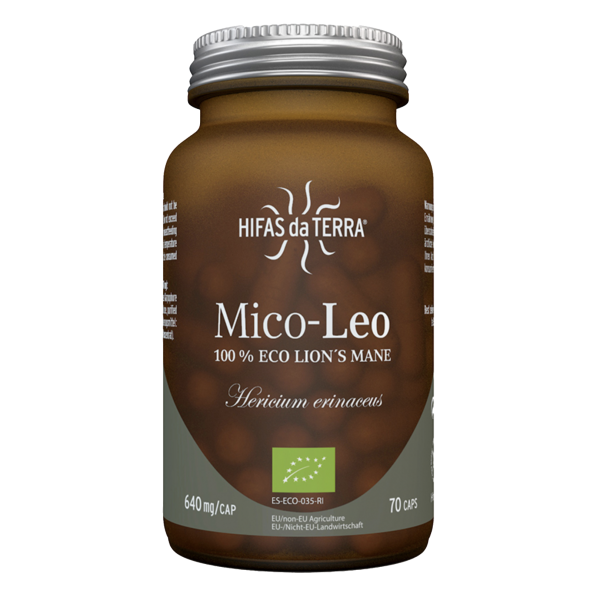 HIFAS da TERRA®
Mico-Leo
100 % ECO LION´S MANE
Hericium erinaceus
ES-ECO-035-RI
640 mg/CAP
70 CAPS
EU/non-EU Agriculture
EU-/Nicht-EU-Landwirtschaft